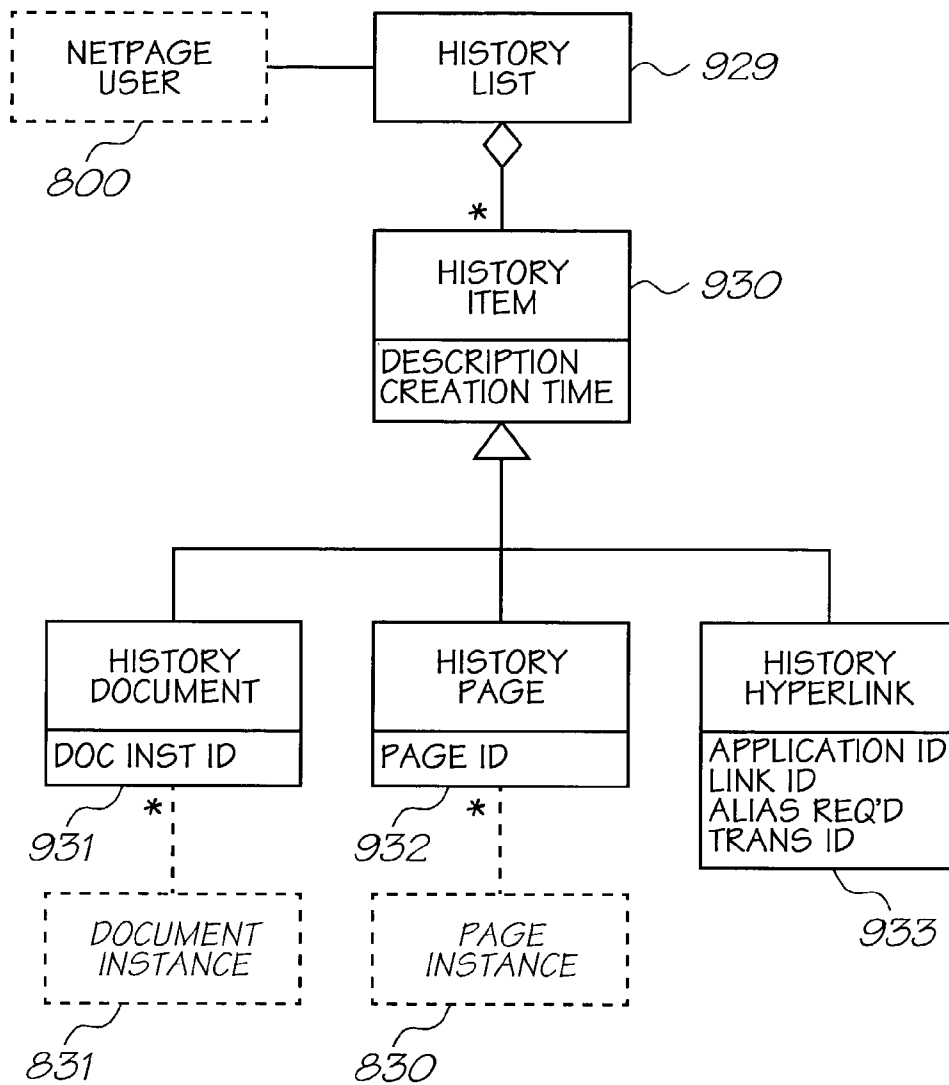 NETPAGE
USER
800
HISTORY
LIST
929
*
HISTORY
ITEM
930
DESCRIPTION
CREATION TIME
HISTORY
DOCUMENT
DOC INST ID
*
931
HISTORY
PAGE
PAGE ID
*
932
HISTORY
HYPERLINK
APPLICATION ID
LINK ID
ALIAS REQ'D
TRANS ID
933
DOCUMENT
INSTANCE
831
PAGE
INSTANCE
830